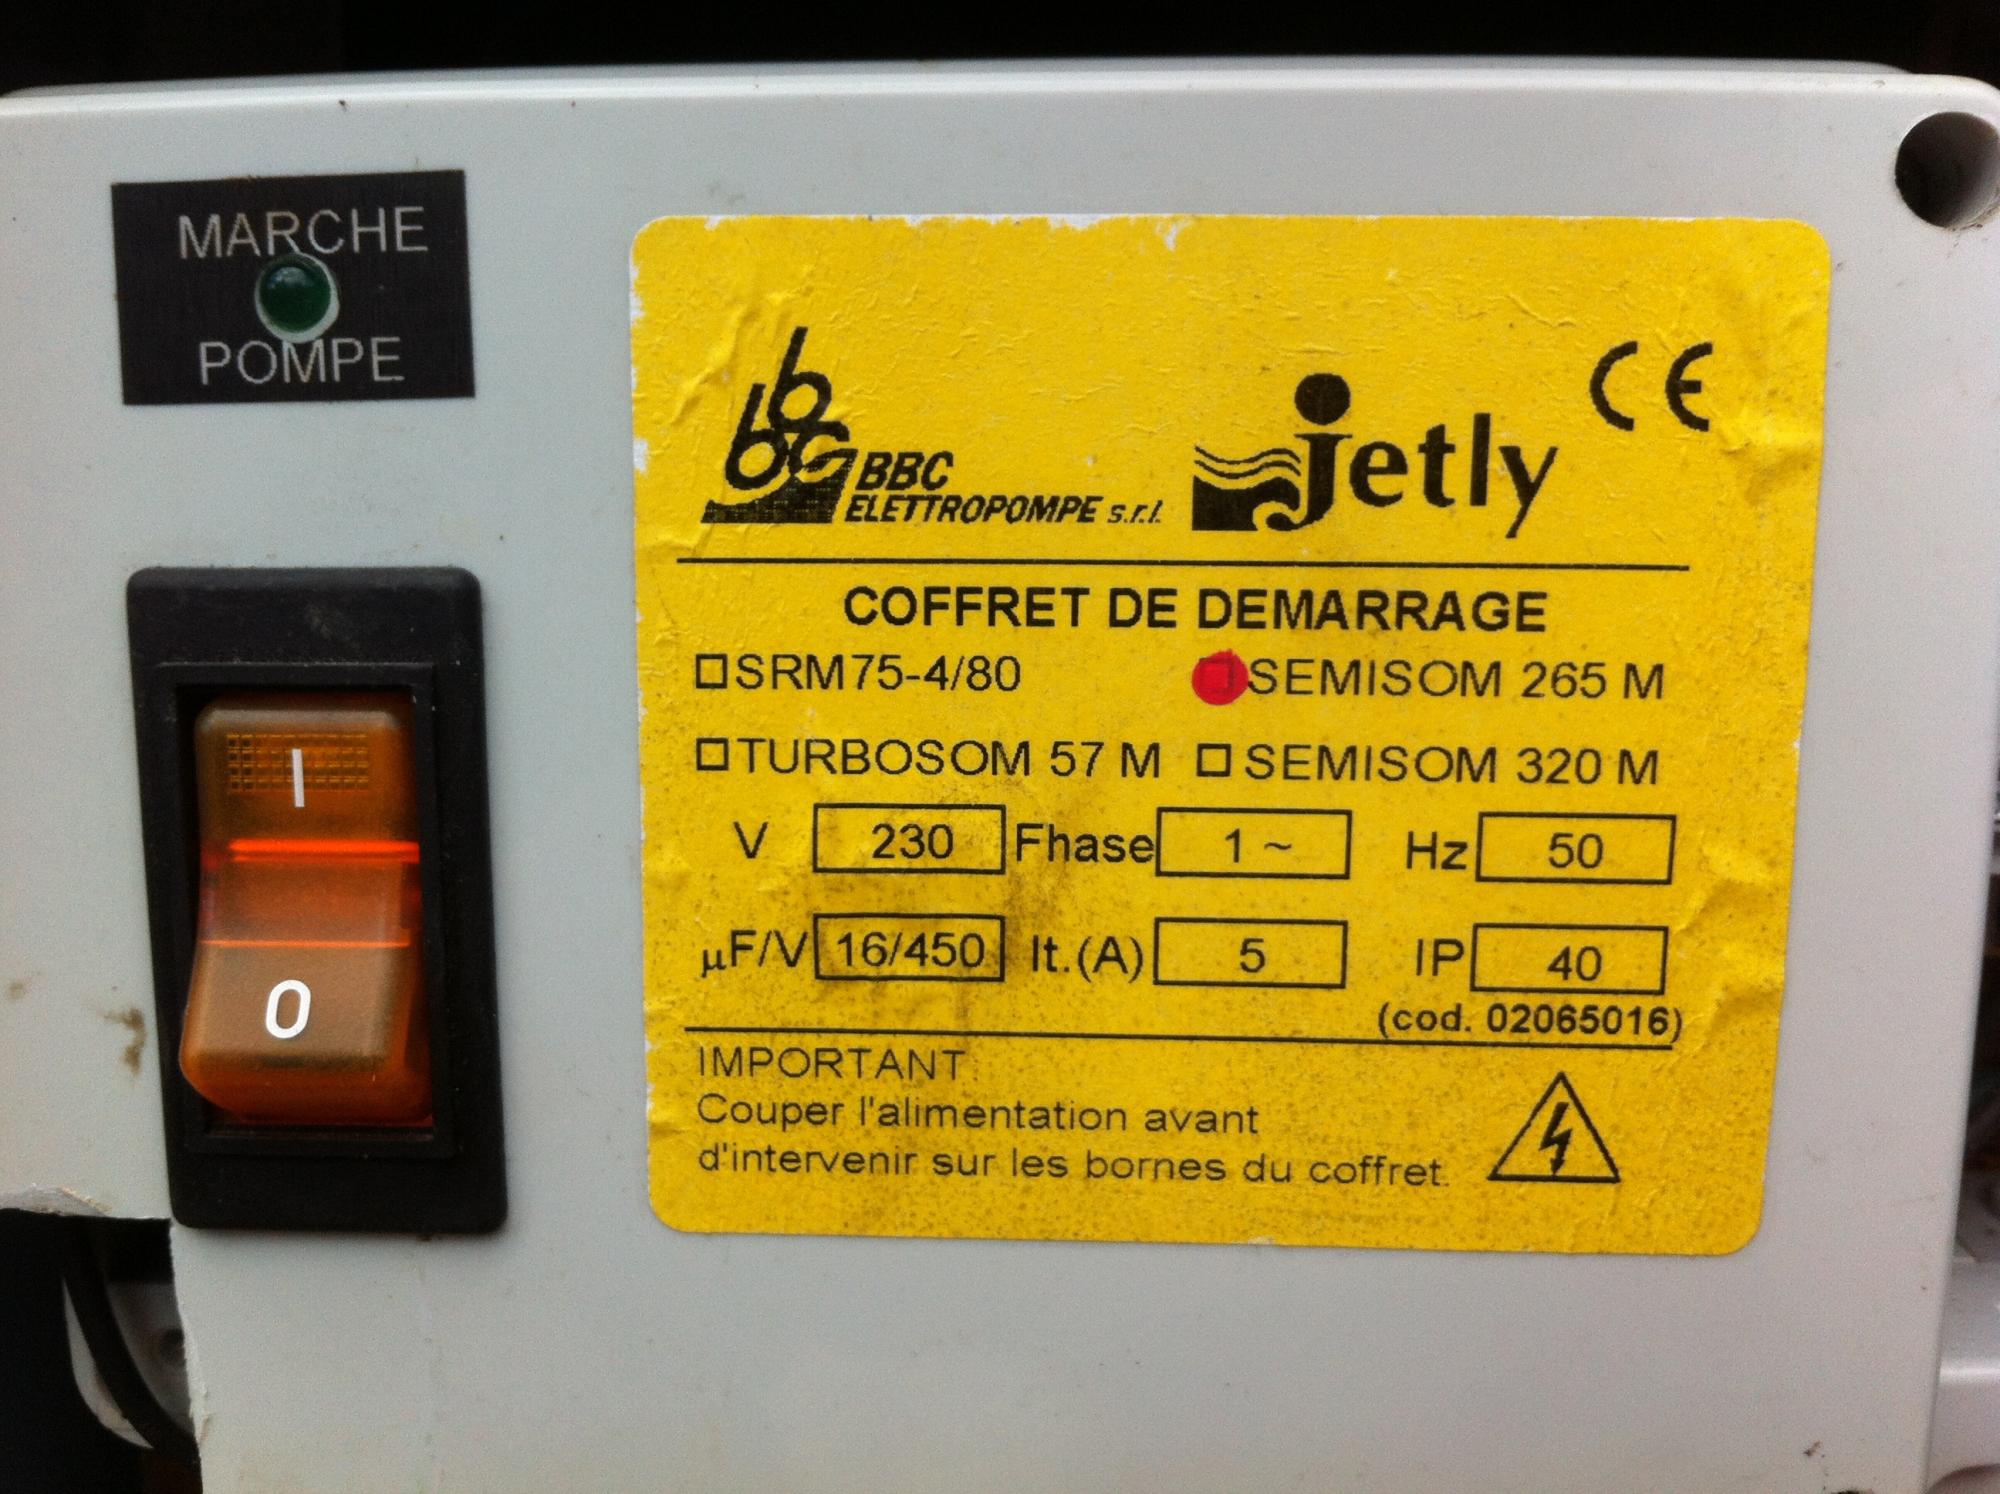 MARCHE
POMPE
I
0
bbc
BBC
ELETTROPOMPE s.r.l.
jetly
CE
COFFRET DE DEMARRAGE
SRM75-4/80 SEMISOM 265 M
TURBOSOM 57 M SEMISOM 320 M
V 230 Fhase 1 ~ Hz 50
µF/V 16/450 It.(A) 5 IP 40
(cod. 02065016)
IMPORTANT:
Couper l'alimentation avant
d'intervenir sur les bornes du coffret.